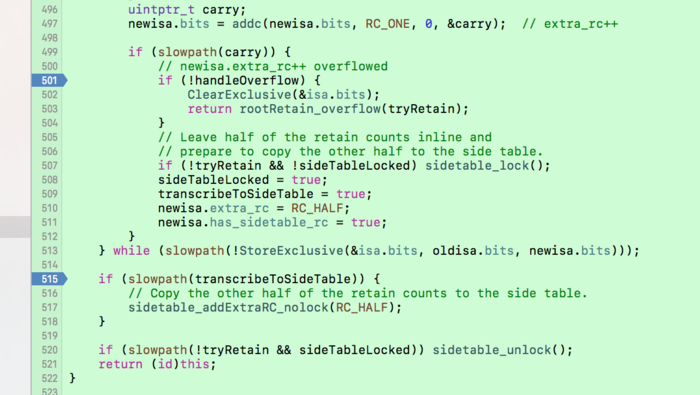 496 uintptr_t carry;
497 newisa.bits = addc(newisa.bits, RC_ONE, 0, &carry);  // extra_rc++
498
499 if (slowpath(carry)) {
500 // newisa.extra_rc++ overflowed
501 if (!handleOverflow) {
502 ClearExclusive(&isa.bits);
503 return rootRetain_overflow(tryRetain);
504 }
505 // Leave half of the retain counts inline and
506 // prepare to copy the other half to the side table.
507 if (!tryRetain && !sideTableLocked) sidetable_lock();
508 sideTableLocked = true;
509 transcribeToSideTable = true;
510 newisa.extra_rc = RC_HALF;
511 newisa.has_sidetable_rc = true;
512 }
513 } while (slowpath(!StoreExclusive(&isa.bits, oldisa.bits, newisa.bits)));
514
515 if (slowpath(transcribeToSideTable)) {
516 // Copy the other half of the retain counts to the side table.
517 sidetable_addExtraRC_nolock(RC_HALF);
518 }
519
520 if (slowpath(!tryRetain && sideTableLocked)) sidetable_unlock();
521 return (id)this;
522 }
523